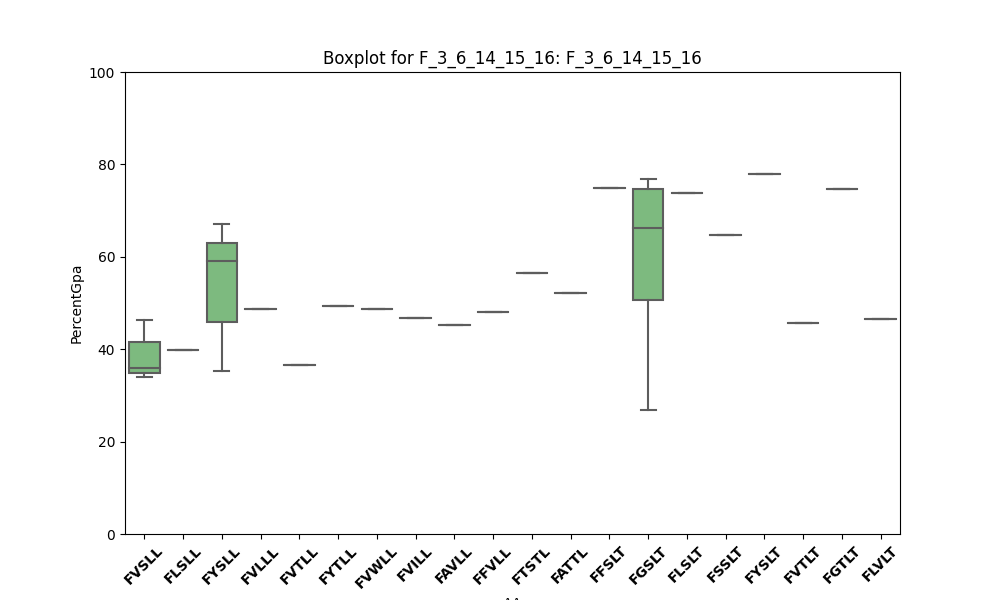 Boxplot for F_3_6_14_15_16: F_3_6_14_15_16
100
80
60
40
20
0
PercentGpa
FVSLL
FLSLL
FYSLL
FVLLL
FVTLL
FYTLL
FVWLL
FVILL
FAVLL
FFVLL
FTSTL
FATTL
FFSLT
FGSLT
FLSLT
FSSLT
FYSLT
FVTLT
FGTLT
FLVLT